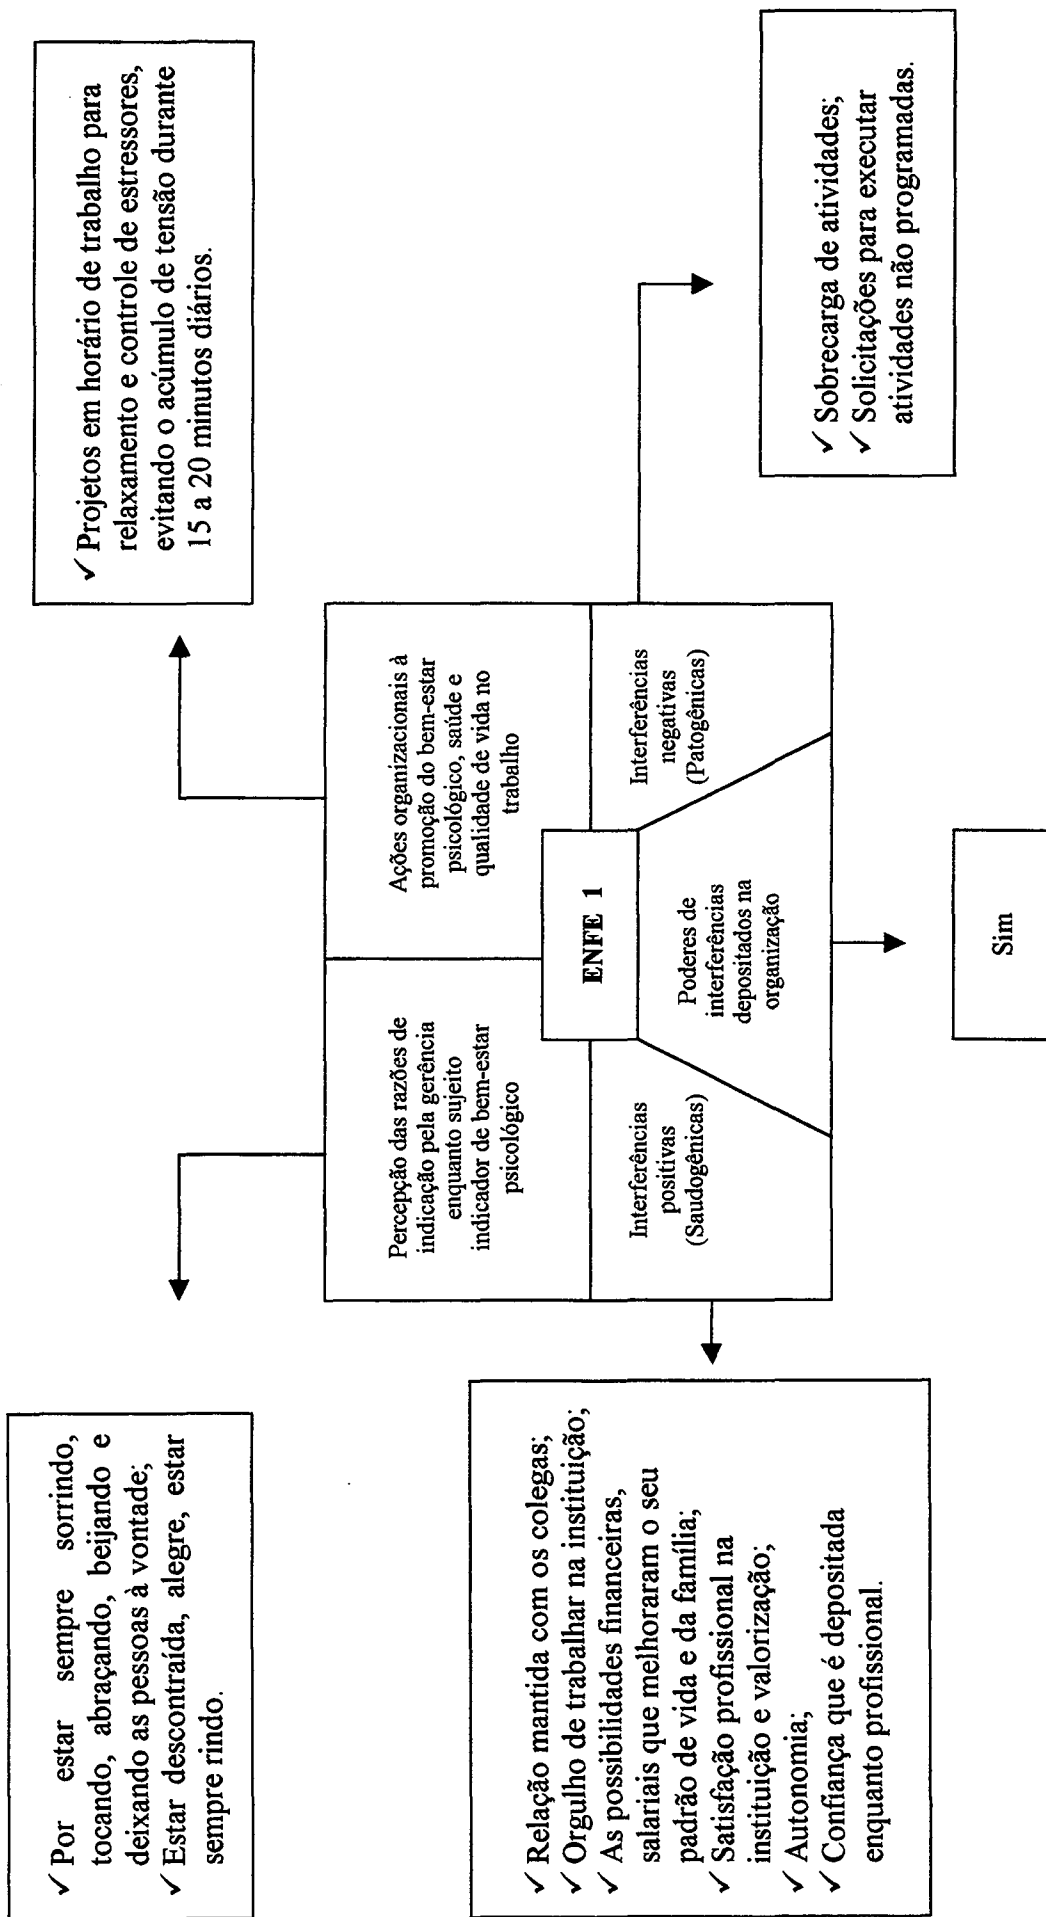 ✓ Por estar sempre sorrindo,
tocando, abraçando, beijando e
deixando as pessoas à vontade;
✓ Estar descontraída, alegre, estar
sempre rindo.
✓ Projetos em horário de trabalho para
relaxamento e controle de estressores,
evitando o acúmulo de tensão durante
15 a 20 minutos diários.
Percepção das razões de
indicação pela gerência
enquanto sujeito
indicador de bem-estar
psicológico
Ações organizacionais à
promoção do bem-estar
psicológico, saúde e
qualidade de vida no
trabalho
ENFE 1
Interferências
positivas
(Saudogênicas)
Poderes de
interferências
depositados na
organização
Interferências
negativas
(Patogênicas)
✓ Relação mantida com os colegas;
✓ Orgulho de trabalhar na instituição;
✓ As possibilidades financeiras,
salariais que melhoraram o seu
padrão de vida e da família;
✓ Satisfação profissional na
instituição e valorização;
✓ Autonomia;
✓ Confiança que é depositada
enquanto profissional.
Sim
✓ Sobrecarga de atividades;
✓ Solicitações para executar
atividades não programadas.